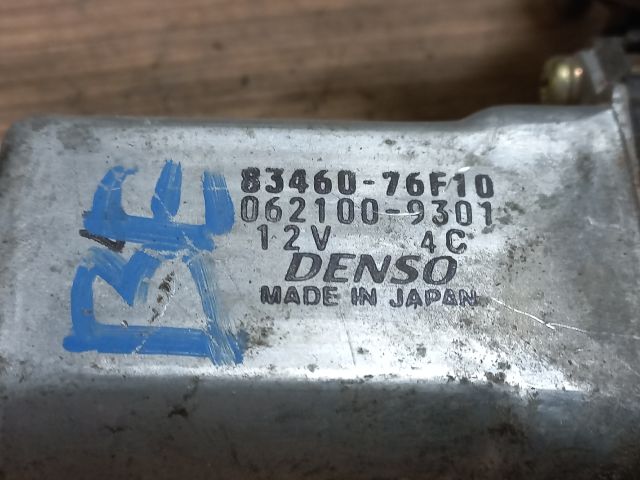 83460-76F10
062100-9301
12V 4C
DENSO
MADE IN JAPAN